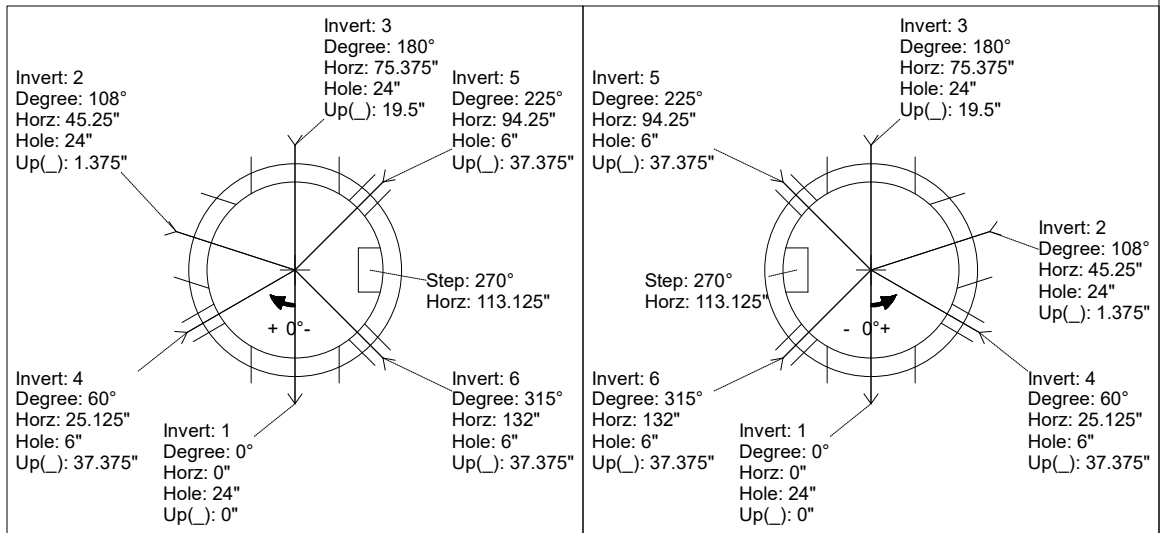 Invert: 3
Degree: 180°
Horz: 75.375"
Hole: 24"
Up(_): 19.5"
Invert: 2
Degree: 108°
Horz: 45.25"
Hole: 24"
Up(_): 1.375"
Invert: 5
Degree: 225°
Horz: 94.25"
Hole: 6"
Up(_): 37.375"
Step: 270°
Horz: 113.125"
+ 0°-
Invert: 4
Degree: 60°
Horz: 25.125"
Hole: 6"
Up(_): 37.375"
Invert: 1
Degree: 0°
Horz: 0"
Hole: 24"
Up(_): 0"
Invert: 6
Degree: 315°
Horz: 132"
Hole: 6"
Up(_): 37.375"
Invert: 3
Degree: 180°
Horz: 75.375"
Hole: 24"
Up(_): 19.5"
Invert: 5
Degree: 225°
Horz: 94.25"
Hole: 6"
Up(_): 37.375"
Invert: 2
Degree: 108°
Horz: 45.25"
Hole: 24"
Up(_): 1.375"
Step: 270°
Horz: 113.125"
- 0°+
Invert: 6
Degree: 315°
Horz: 132"
Hole: 6"
Up(_): 37.375"
Invert: 1
Degree: 0°
Horz: 0"
Hole: 24"
Up(_): 0"
Invert: 4
Degree: 60°
Horz: 25.125"
Hole: 6"
Up(_): 37.375"